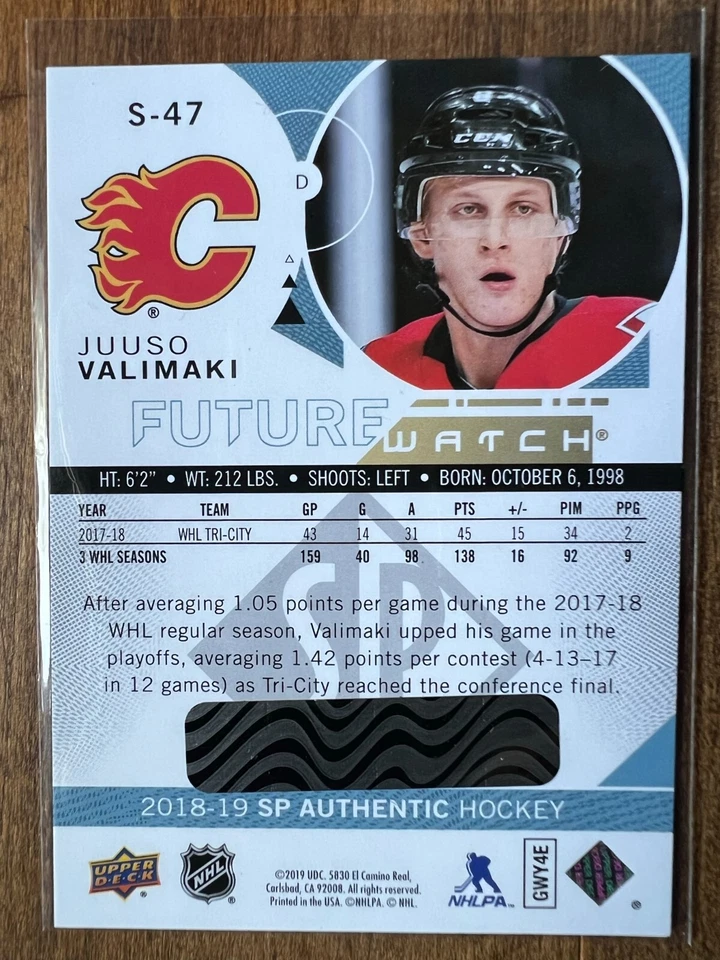 S-47
CCM
D
C
®
JUUSO
VALIMAKI
FUTURE WATCH®
HT: 6'2" • WT: 212 LBS. • SHOOTS: LEFT • BORN: OCTOBER 6, 1998
YEAR TEAM GP G A PTS +/- PIM PPG
2017-18 WHL TRI-CITY 43 14 31 45 15 34 2
3 WHL SEASONS 159 40 98 138 16 92 9
SP
After averaging 1.05 points per game during the 2017-18
WHL regular season, Valimaki upped his game in the
playoffs, averaging 1.42 points per contest (4-13–17
in 12 games) as Tri-City reached the conference final.
2018-19 SP AUTHENTIC HOCKEY
UPPER DECK®
NHL®
©2019 UDC. 5830 El Camino Real,
Carlsbad, CA 92008. All rights reserved.
Printed in the USA. ©NHLPA. © NHL.
NHLPA™
GWY4E
®